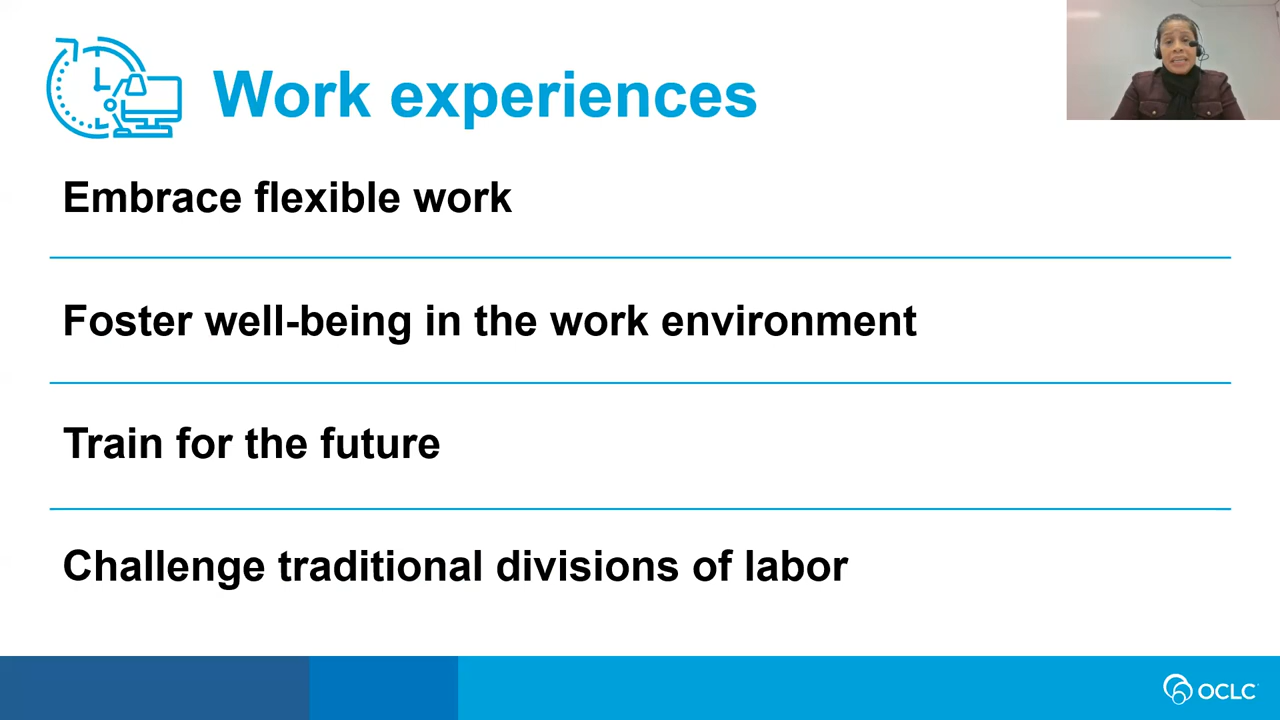 Work experiences
Embrace flexible work
Foster well-being in the work environment
Train for the future
Challenge traditional divisions of labor
OCLC